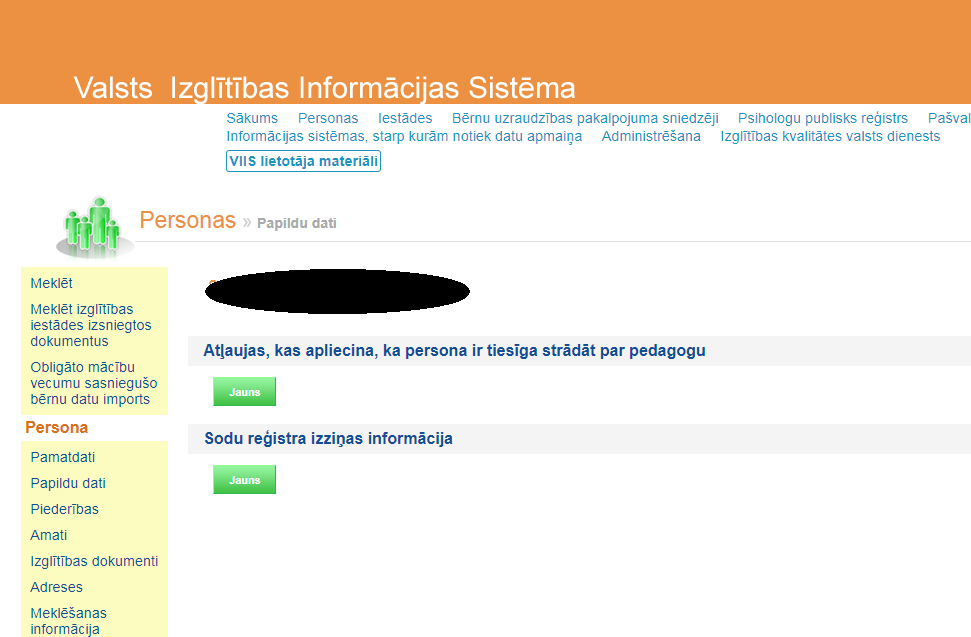 Valsts Izglītības Informācijas Sistēma
Sākums Personas Iestādes Bērnu uzraudzības pakalpojuma sniedzēji Psihologu publisks reģistrs Pašval
Informācijas sistēmas, starp kurām notiek datu apmaiņa Administrēšana Izglītības kvalitātes valsts dienests
VIIS lietotāja materiāli
Personas » Papildu dati
Meklēt
Meklēt izglītības
iestādes izsniegtos
dokumentus
Obligāto mācību
vecumu sasniegušo
bērnu datu imports
Persona
Pamatdati
Papildu dati
Piederības
Amati
Izglītības dokumenti
Adreses
Meklēšanas
informācija
Atļaujas, kas apliecina, ka persona ir tiesīga strādāt par pedagogu
Jauns
Sodu reģistra izziņas informācija
Jauns